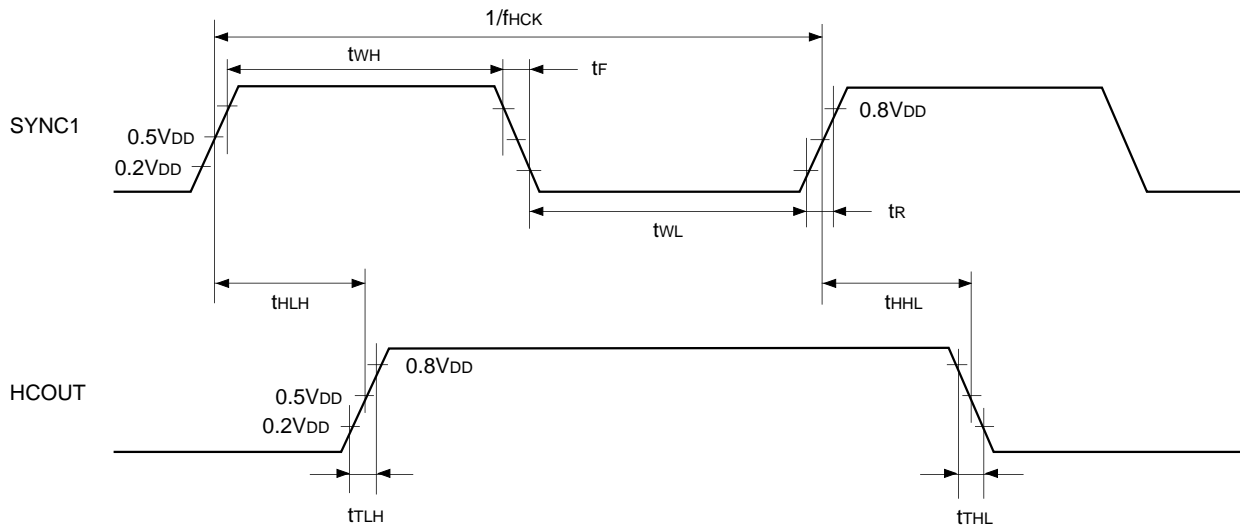 1/fHCK
tWH
tF
SYNC1
0.8VDD
0.5VDD
0.2VDD
tR
tWL
tHLH
tHHL
0.8VDD
HCOUT
0.5VDD
0.2VDD
tTLH
tTHL